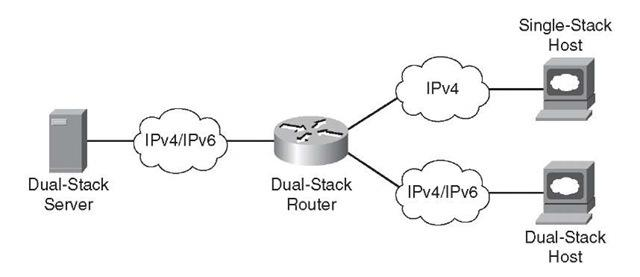 Single-Stack
Host
IPv4
IPv4/IPv6
Dual-Stack
Server
Dual-Stack
Router
IPv4/IPv6
Dual-Stack
Host